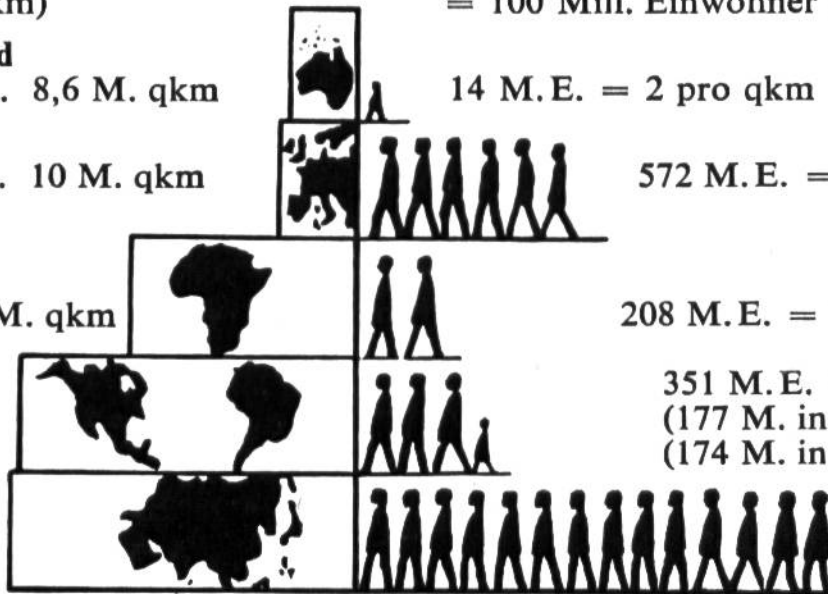 km)
= 100 Mill. Einwohner
d
. 8,6 M. qkm
14 M. E. = 2 pro qkm
. 10 M. qkm
572 M. E. =
M. qkm
208 M. E. =
351 M. E.
(177 M. in
(174 M. in